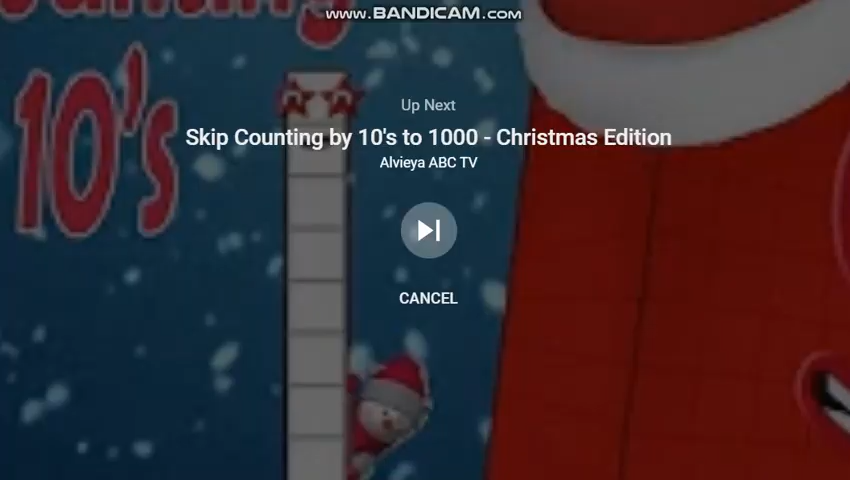 www.BANDICAM.com
10's
Up Next
Skip Counting by 10's to 1000 - Christmas Edition
Alvieya ABC TV
CANCEL